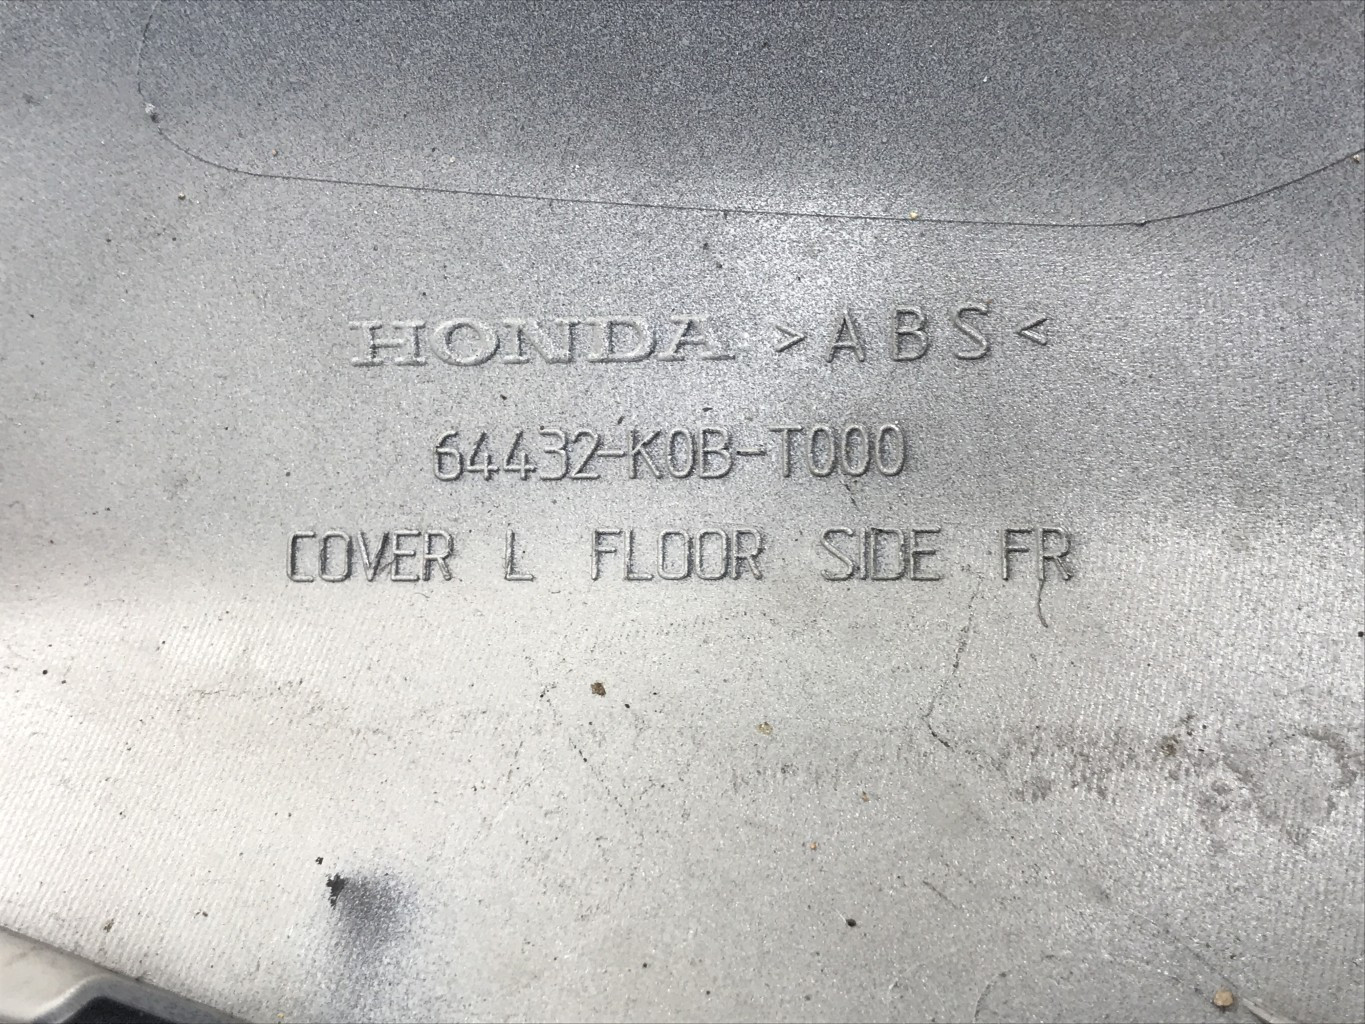 HONDA >ABS<
64432-K0B-T000
COVER L FLOOR SIDE FR